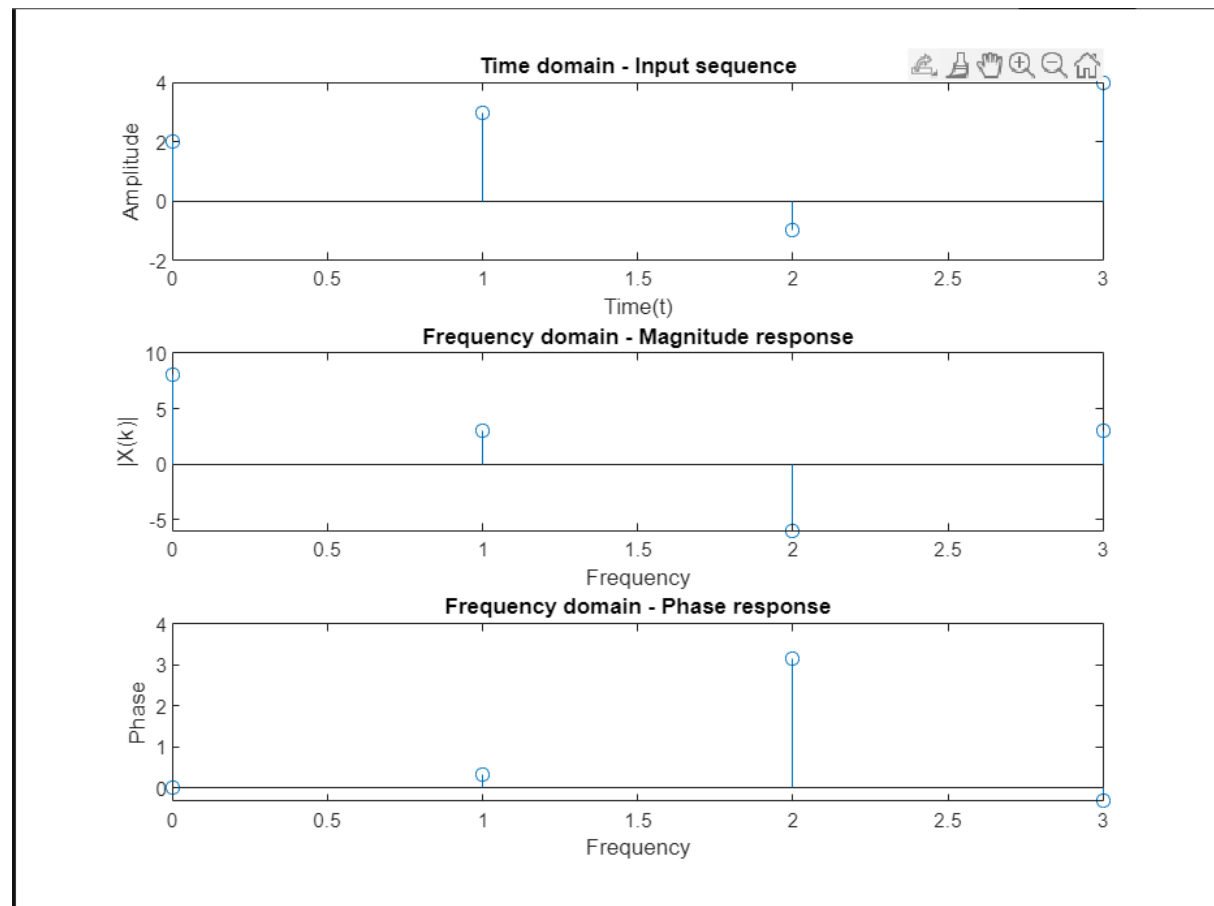 Time domain - Input sequence
Amplitude
4
2
0
-2
0 0.5 1 1.5 2 2.5 3
Time(t)
Frequency domain - Magnitude response
|X(k)|
10
5
0
-5
0 0.5 1 1.5 2 2.5 3
Frequency
Frequency domain - Phase response
Phase
4
3
2
1
0
0 0.5 1 1.5 2 2.5 3
Frequency